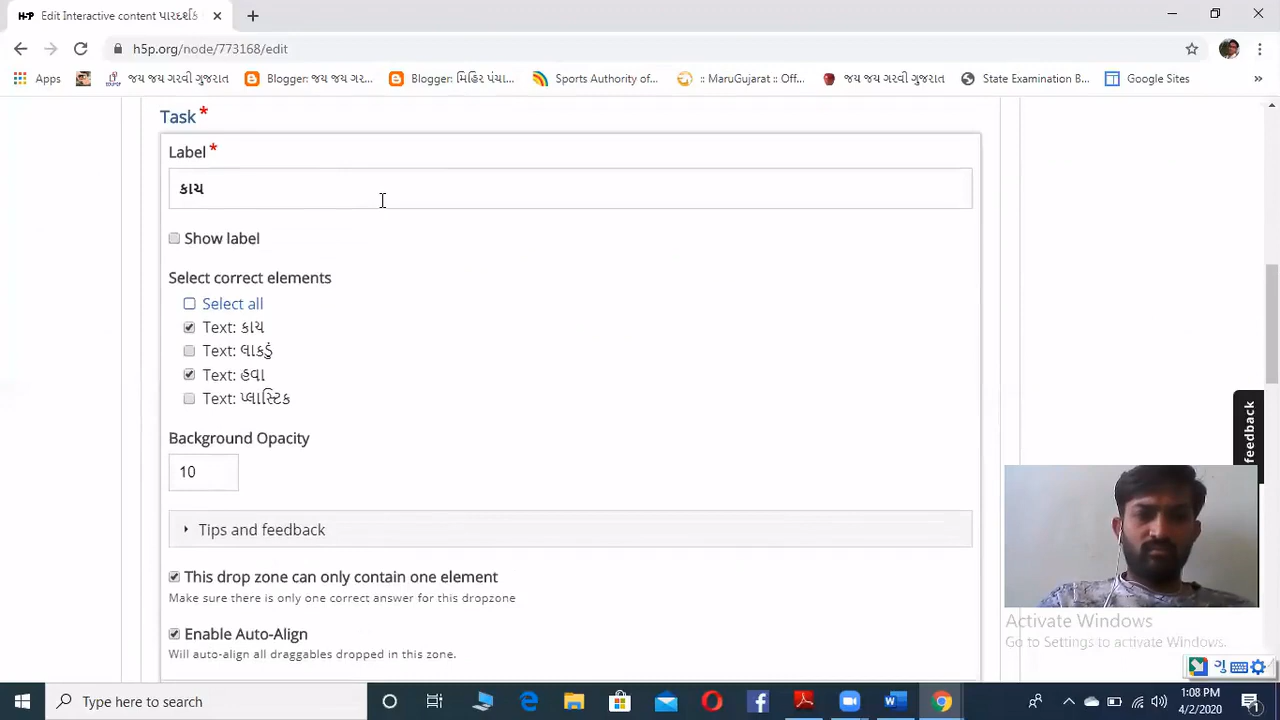 H-P Edit Interactive content પારદર્શક
h5p.org/node/773168/edit
Apps જય જય ગરવી ગુજરાત Blogger: જય જય ગર... Blogger: મિહિર પંચા... Sports Authority of... MeruGujarat :: Off... જય જય ગરવી ગુજરાત State Examination B... Google Sites »
Task *
Label *
કાચ
Show label
Select correct elements
Select all
Text: કાચ
Text: લાકડું
Text: હવા
Text: પ્લાસ્ટિક
Background Opacity
10
Tips and feedback
This drop zone can only contain one element
Make sure there is only one correct answer for this dropzone
Enable Auto-Align
Will auto-align all draggables dropped in this zone.
feedback
Activate Windows
Go to Settings to activate Windows.
ગુ
Type here to search
1:08 PM
4/2/2020